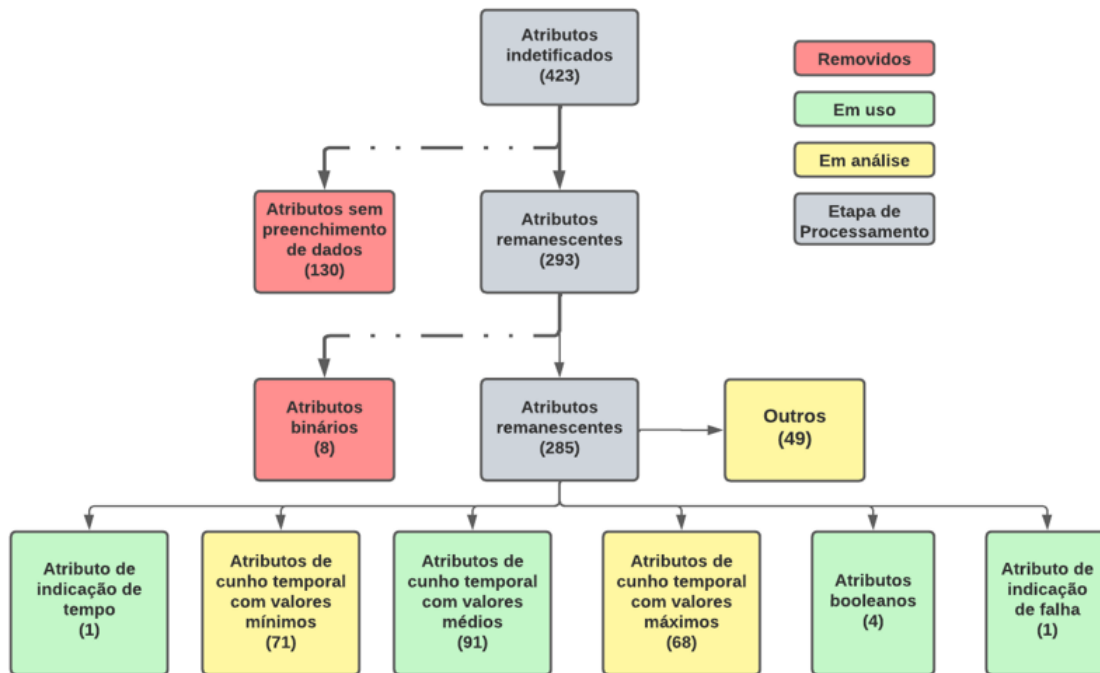 Atributos
indetificados
(423)
Removidos
Em uso
Em análise
Etapa de
Processamento
Atributos sem
preenchimento
de dados
(130)
Atributos
remanescentes
(293)
Atributos
binários
(8)
Atributos
remanescentes
(285)
Outros
(49)
Atributo de
indicação de
tempo
(1)
Atributos de
cunho temporal
com valores
mínimos
(71)
Atributos de
cunho temporal
com valores
médios
(91)
Atributos de
cunho temporal
com valores
máximos
(68)
Atributos
booleanos
(4)
Atributo de
indicação
de falha
(1)